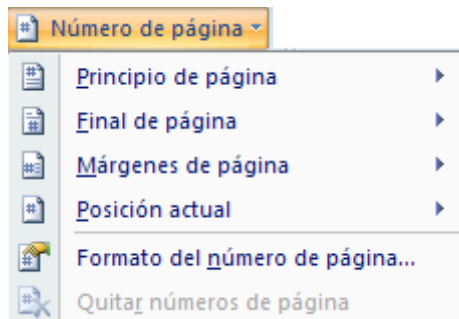 Número de página
Principio de página
Final de página
Márgenes de página
Posición actual
Formato del número de página...
Quitar números de página